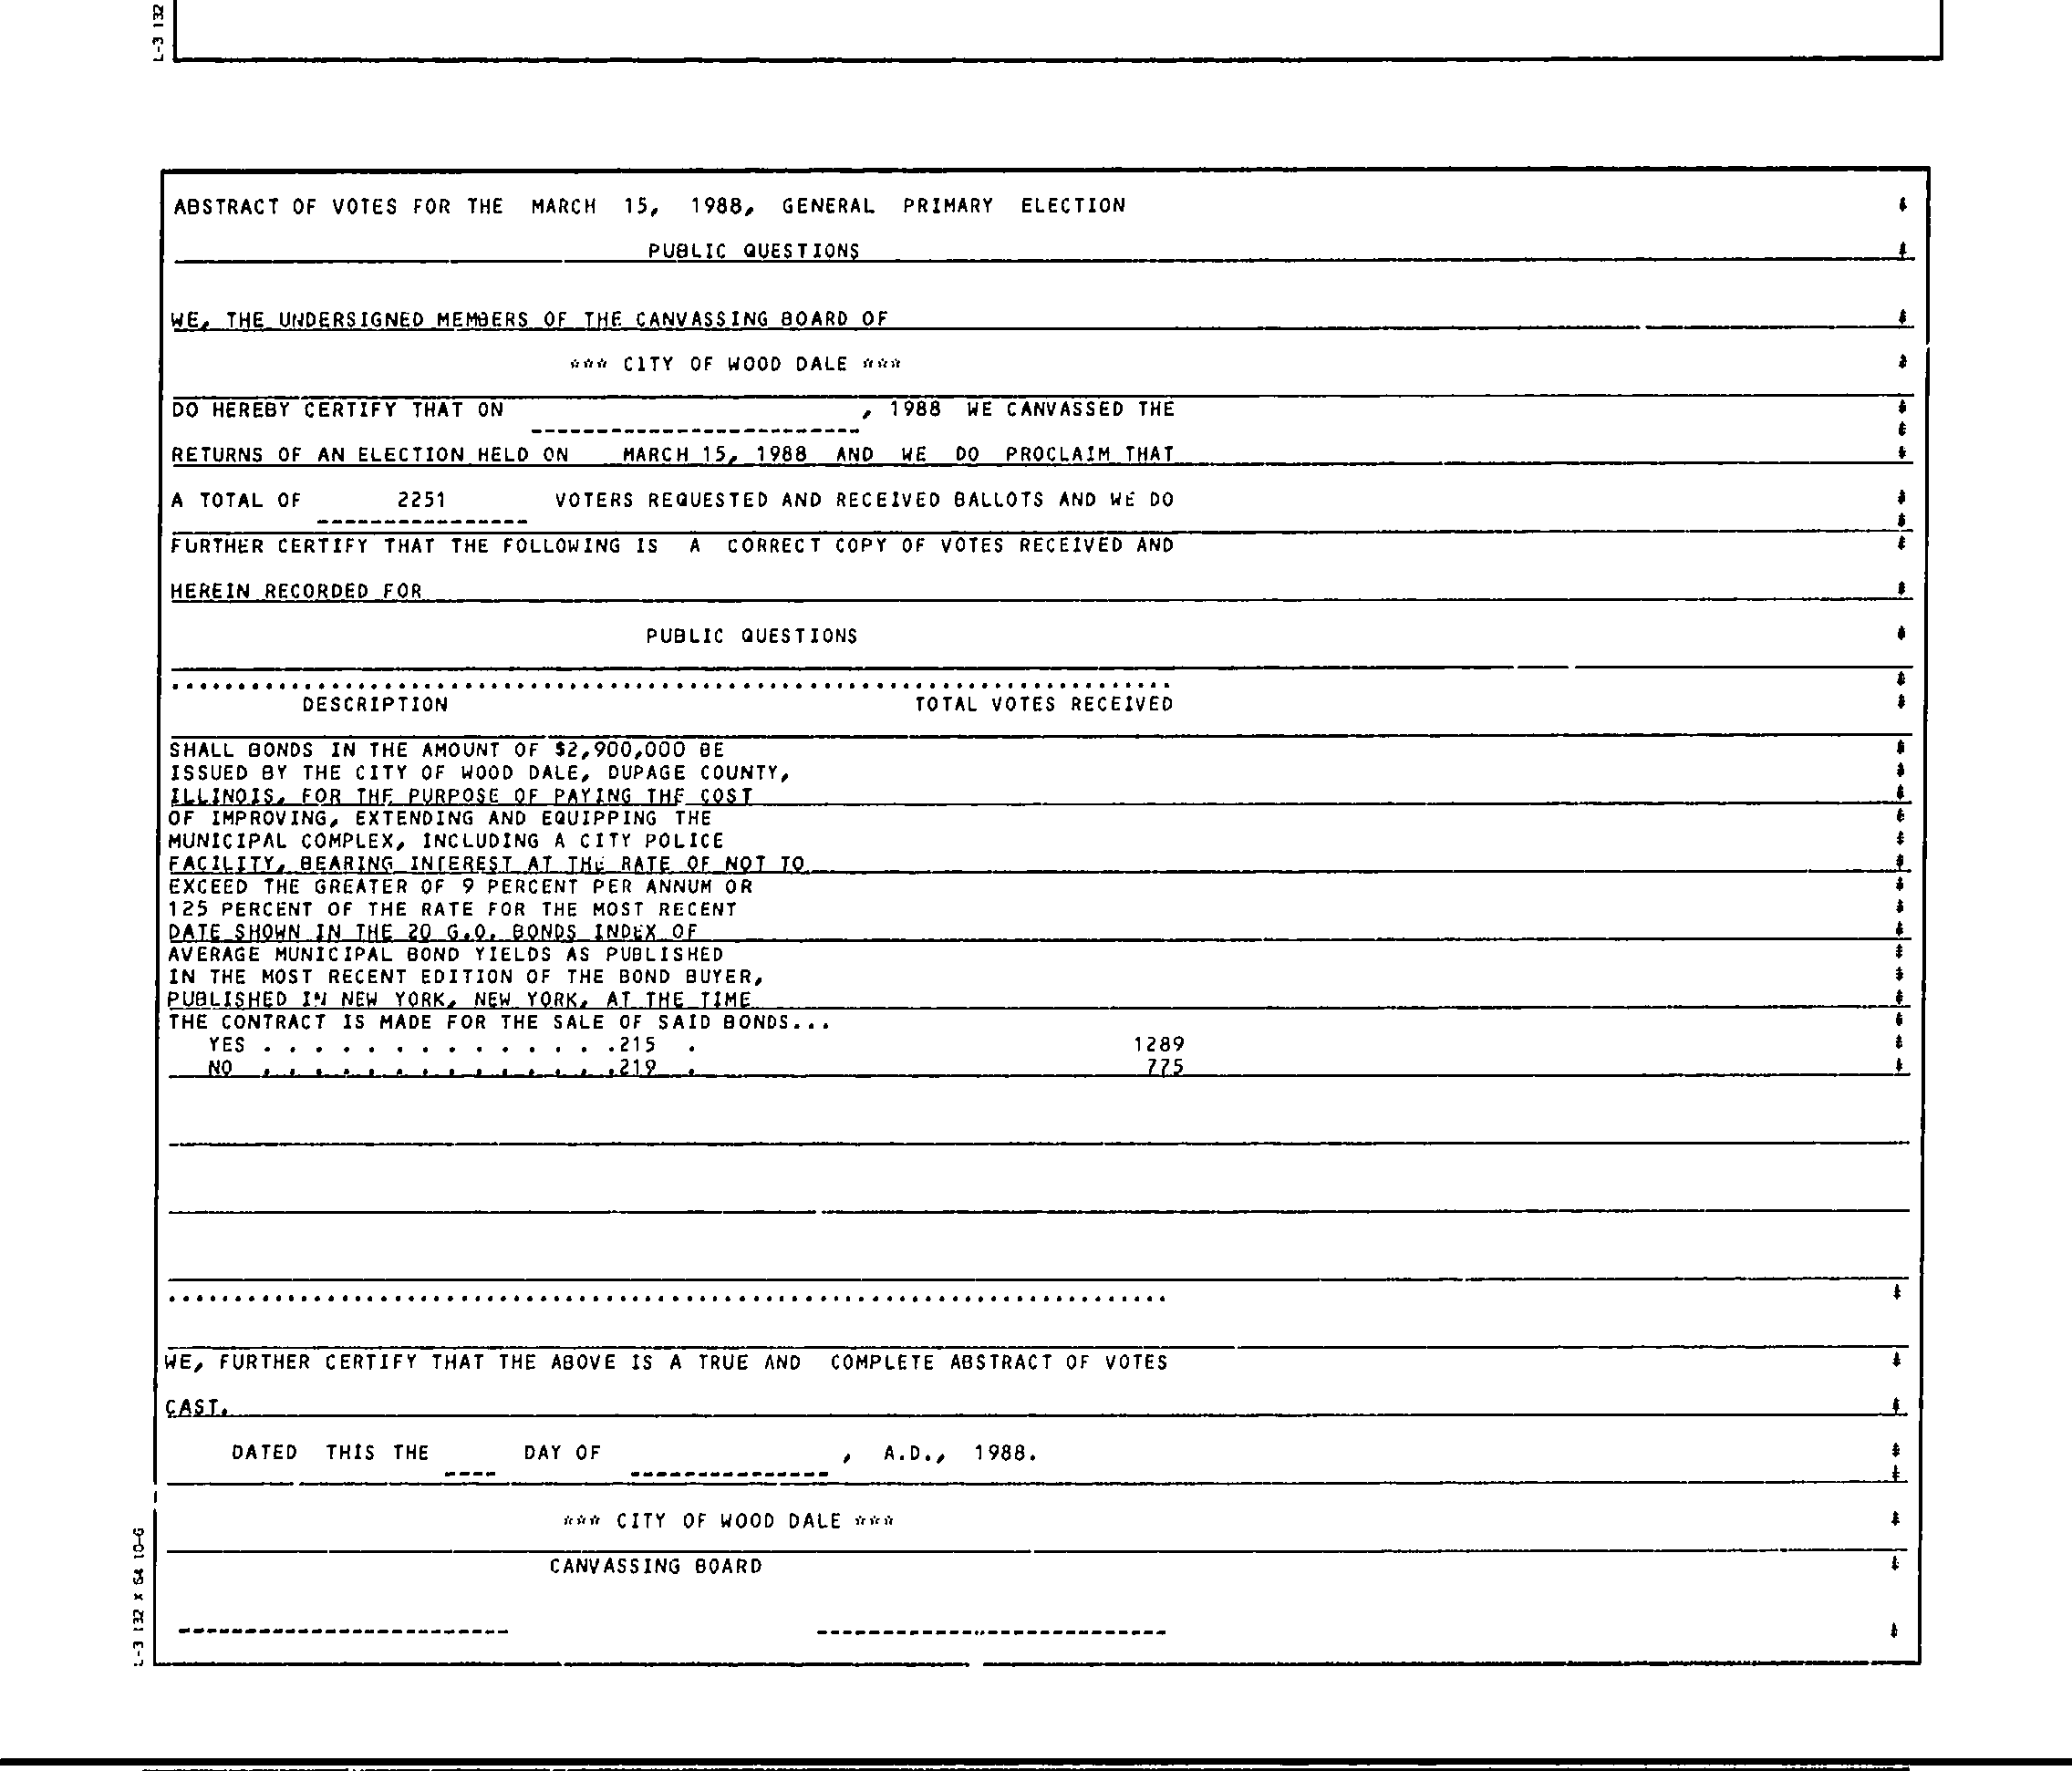 L-3 132
ABSTRACT OF VOTES FOR THE MARCH 15, 1988, GENERAL PRIMARY ELECTION
PUBLIC QUESTIONS
WE, THE UNDERSIGNED MEMBERS OF THE CANVASSING BOARD OF
*** CITY OF WOOD DALE ***
DO HEREBY CERTIFY THAT ON , 1988 WE CANVASSED THE
RETURNS OF AN ELECTION HELD ON MARCH 15, 1988 AND WE DO PROCLAIM THAT
A TOTAL OF 2251 VOTERS REQUESTED AND RECEIVED BALLOTS AND WE DO
FURTHER CERTIFY THAT THE FOLLOWING IS A CORRECT COPY OF VOTES RECEIVED AND
HEREIN RECORDED FOR
PUBLIC QUESTIONS
DESCRIPTION TOTAL VOTES RECEIVED
SHALL BONDS IN THE AMOUNT OF $2,900,000 BE
ISSUED BY THE CITY OF WOOD DALE, DUPAGE COUNTY,
ILLINOIS, FOR THE PURPOSE OF PAYING THE COST
OF IMPROVING, EXTENDING AND EQUIPPING THE
MUNICIPAL COMPLEX, INCLUDING A CITY POLICE
FACILITY, BEARING INTEREST AT THE RATE OF NOT TO
EXCEED THE GREATER OF 9 PERCENT PER ANNUM OR
125 PERCENT OF THE RATE FOR THE MOST RECENT
DATE SHOWN IN THE 20 G.O. BONDS INDEX OF
AVERAGE MUNICIPAL BOND YIELDS AS PUBLISHED
IN THE MOST RECENT EDITION OF THE BOND BUYER,
PUBLISHED IN NEW YORK, NEW YORK, AT THE TIME
THE CONTRACT IS MADE FOR THE SALE OF SAID BONDS...
YES . . . . . . . . . . . . . .215 . 1289
NO . . . . . . . . . . . . . .219 . 775
WE, FURTHER CERTIFY THAT THE ABOVE IS A TRUE AND COMPLETE ABSTRACT OF VOTES
CAST.
DATED THIS THE DAY OF , A.D., 1988.
*** CITY OF WOOD DALE ***
CANVASSING BOARD
L-3 132 X 64 10-G